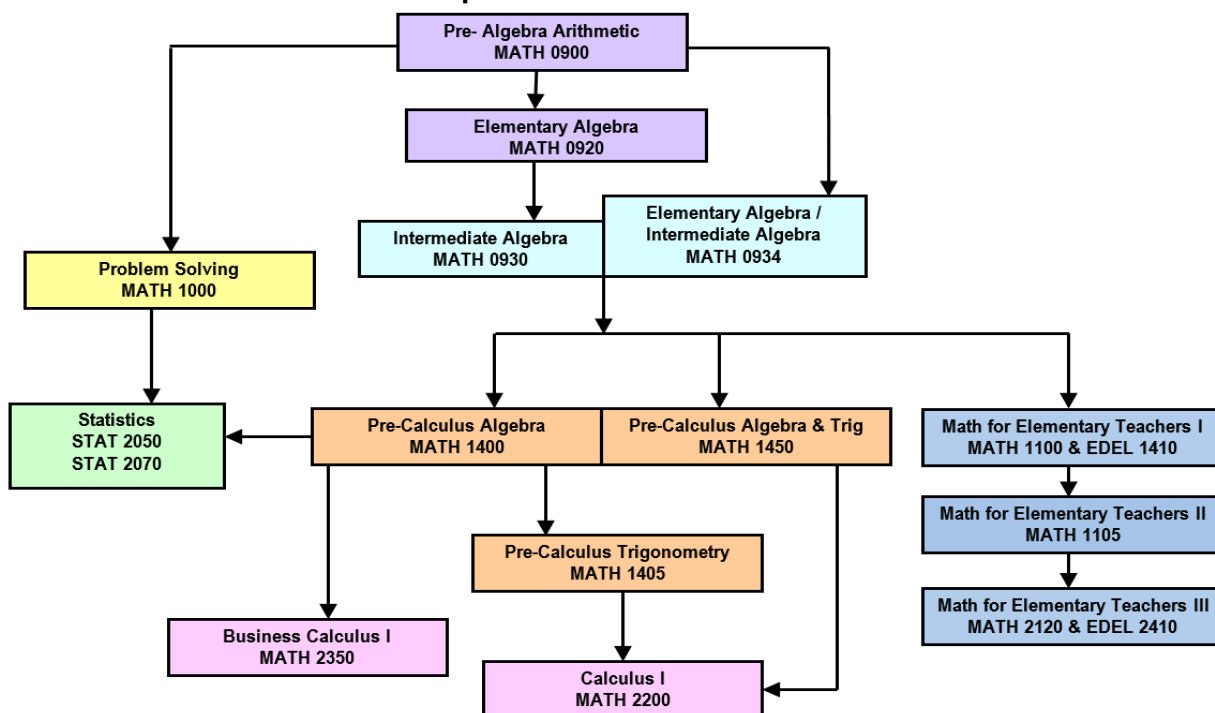 Pre- Algebra Arithmetic
MATH 0900
Elementary Algebra
MATH 0920
Elementary Algebra /
Intermediate Algebra
MATH 0934
Intermediate Algebra
MATH 0930
Problem Solving
MATH 1000
Statistics
STAT 2050
STAT 2070
Pre-Calculus Algebra
MATH 1400
Pre-Calculus Algebra & Trig
MATH 1450
Math for Elementary Teachers I
MATH 1100 & EDEL 1410
Math for Elementary Teachers II
MATH 1105
Pre-Calculus Trigonometry
MATH 1405
Math for Elementary Teachers III
MATH 2120 & EDEL 2410
Business Calculus I
MATH 2350
Calculus I
MATH 2200